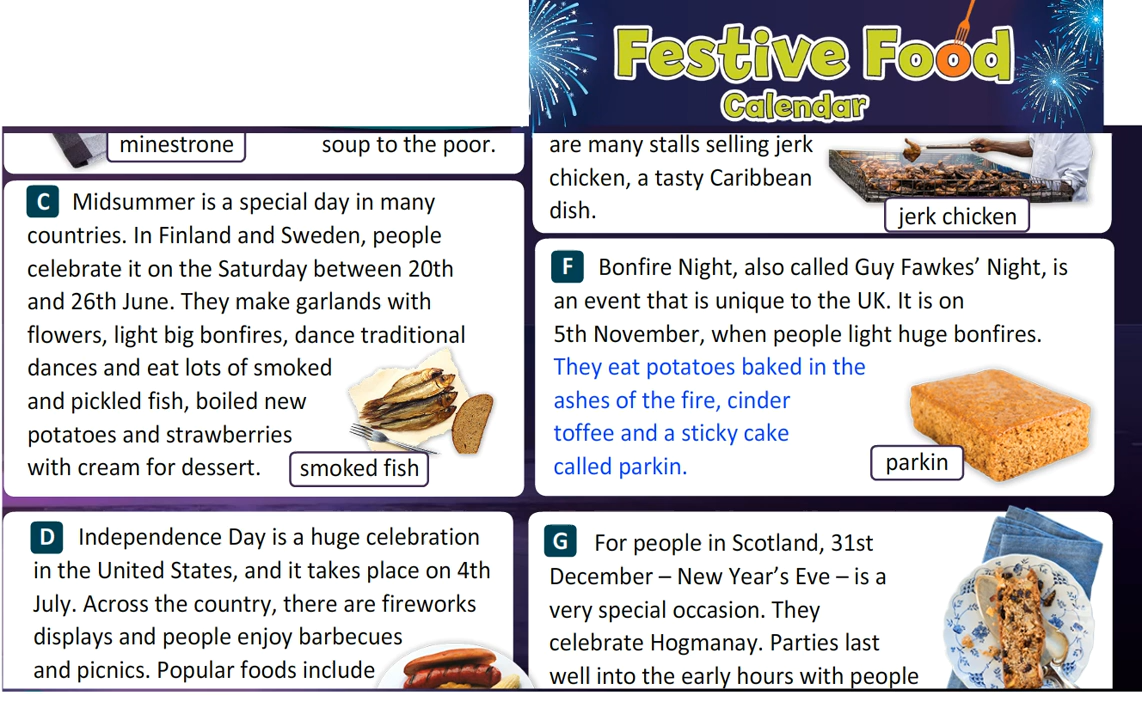 Festive Food
Calendar
minestrone
soup to the poor.
C Midsummer is a special day in many
countries. In Finland and Sweden, people
celebrate it on the Saturday between 20th
and 26th June. They make garlands with
flowers, light big bonfires, dance traditional
dances and eat lots of smoked
and pickled fish, boiled new
potatoes and strawberries
with cream for dessert.
smoked fish
D Independence Day is a huge celebration
in the United States, and it takes place on 4th
July. Across the country, there are fireworks
displays and people enjoy barbecues
and picnics. Popular foods include
are many stalls selling jerk
chicken, a tasty Caribbean
dish.
jerk chicken
F Bonfire Night, also called Guy Fawkes’ Night, is
an event that is unique to the UK. It is on
5th November, when people light huge bonfires.
They eat potatoes baked in the
ashes of the fire, cinder
toffee and a sticky cake
called parkin.
parkin
G For people in Scotland, 31st
December – New Year’s Eve – is a
very special occasion. They
celebrate Hogmanay. Parties last
well into the early hours with people